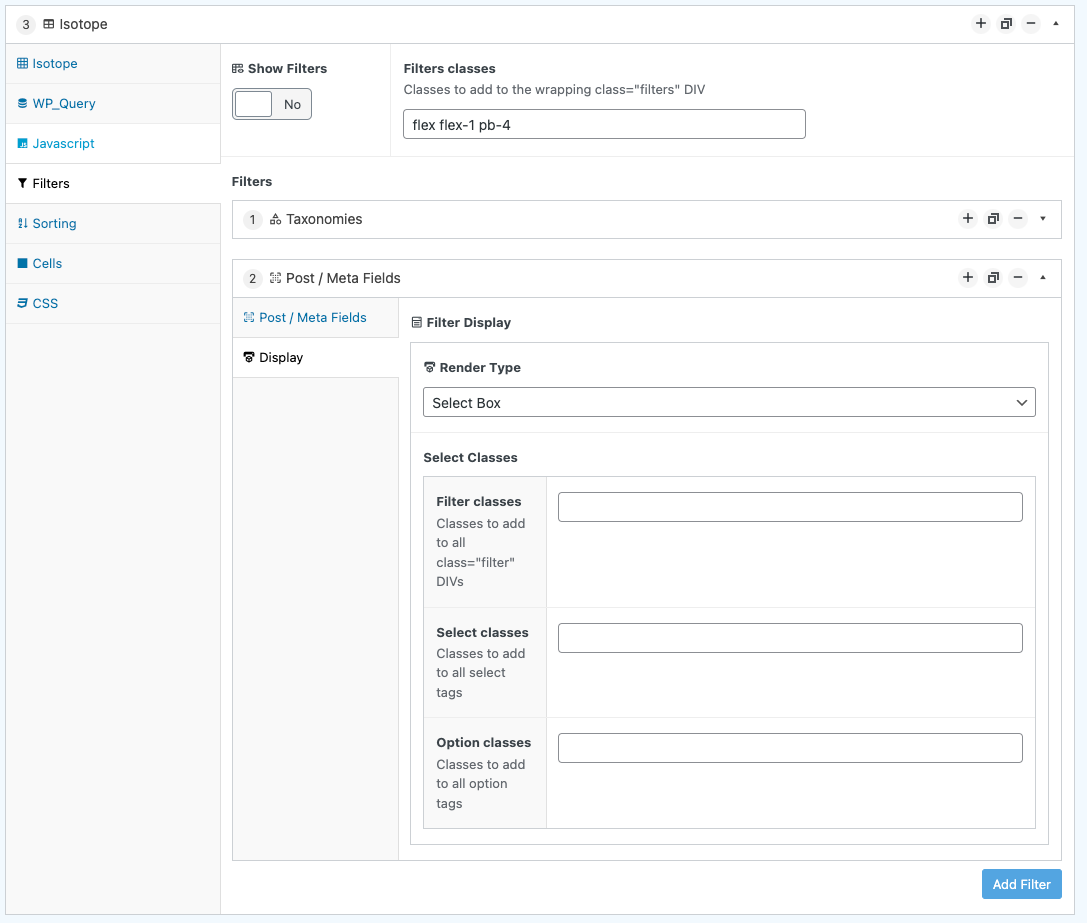 3 Isotope
Isotope
WP_Query
Javascript
Filters
Sorting
Cells
CSS
Show Filters
No
Filters classes
Classes to add to the wrapping class="filters" DIV
flex flex-1 pb-4
Filters
1 Taxonomies
2 Post / Meta Fields
Post / Meta Fields
Display
Filter Display
Render Type
Select Box
Select Classes
Filter classes
Classes to add
to all
class="filter"
DIVs
Select classes
Classes to add
to all select
tags
Option classes
Classes to add
to all option
tags
Add Filter